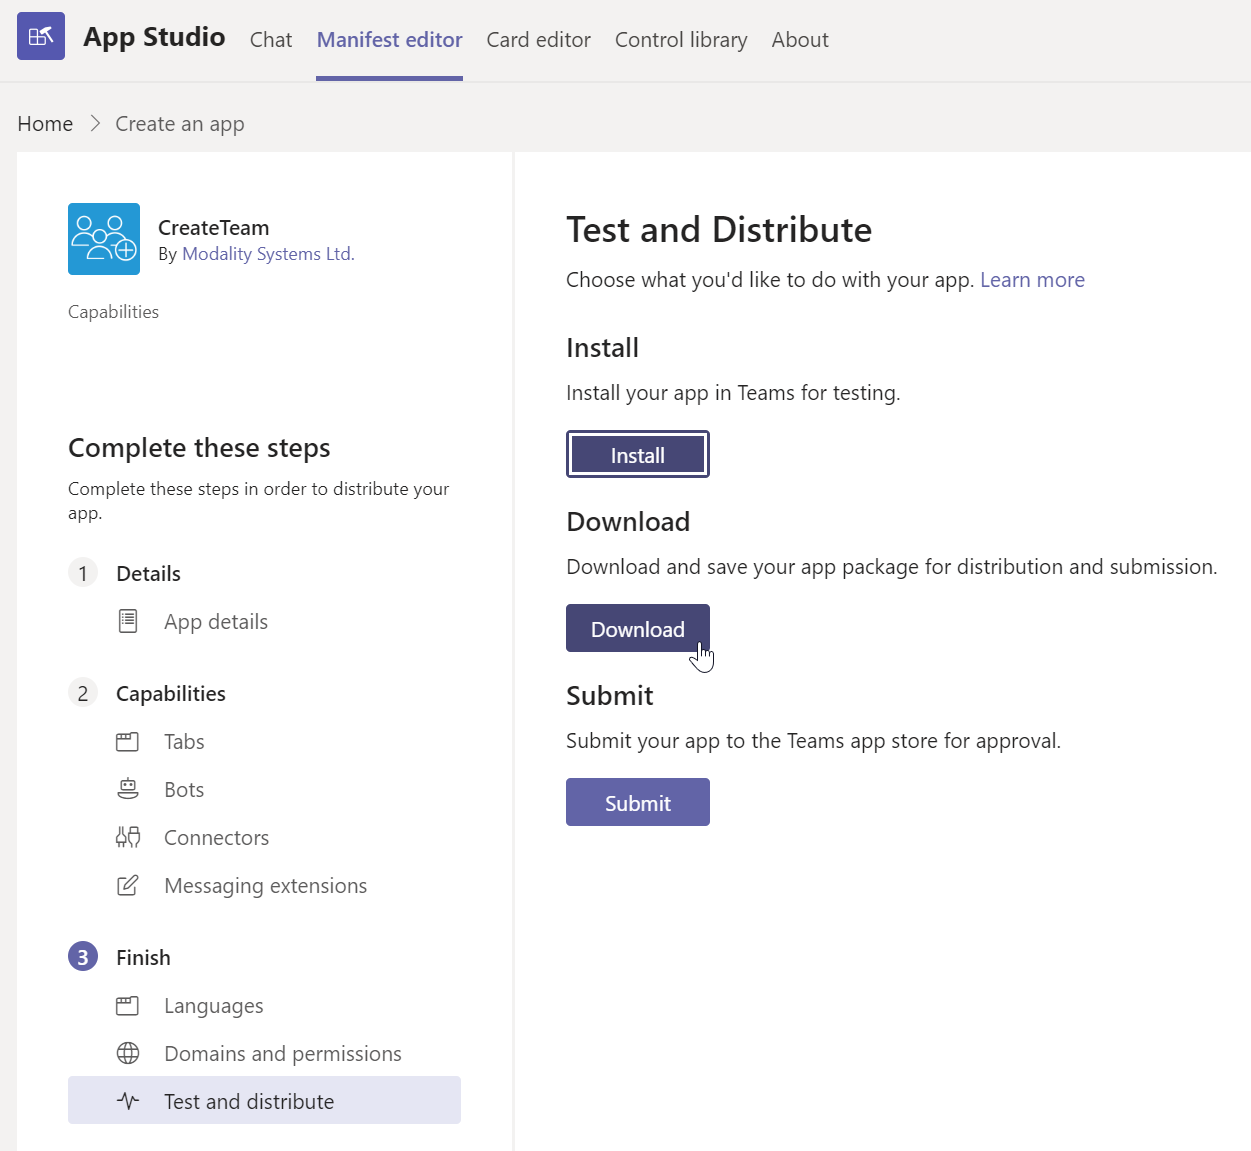 App Studio Chat Manifest editor Card editor Control library About
Home Create an app
CreateTeam
By Modality Systems Ltd.
Capabilities
Complete these steps
Complete these steps in order to distribute your
app.
1 Details
App details
2 Capabilities
Tabs
Bots
Connectors
Messaging extensions
3 Finish
Languages
Domains and permissions
Test and distribute
Test and Distribute
Choose what you'd like to do with your app. Learn more
Install
Install your app in Teams for testing.
Install
Download
Download and save your app package for distribution and submission.
Download
Submit
Submit your app to the Teams app store for approval.
Submit